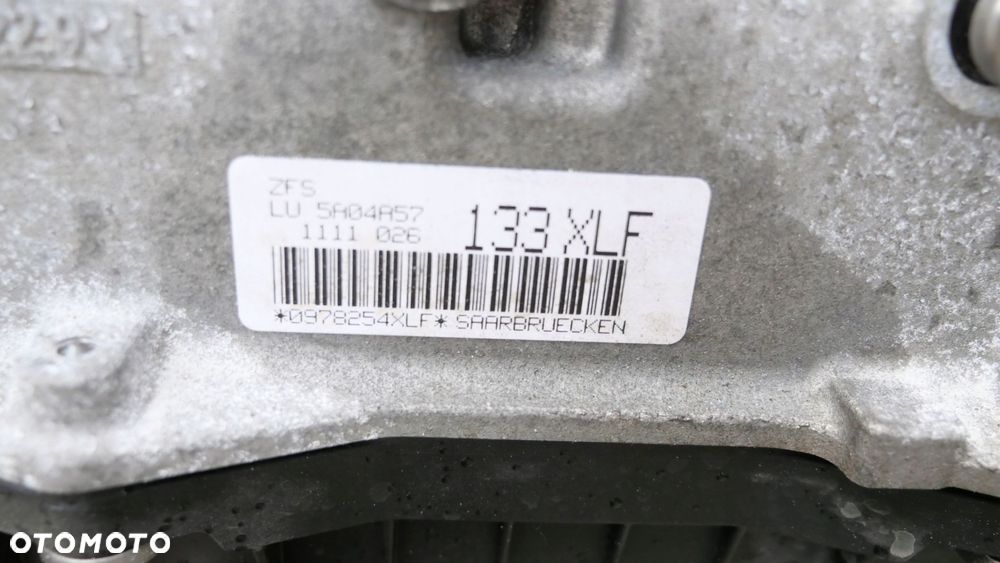 ZFS
LU 5A04A57
1111 026
133 XLF
*0978254XLF* SAARBRUECKEN
OTOMOTO